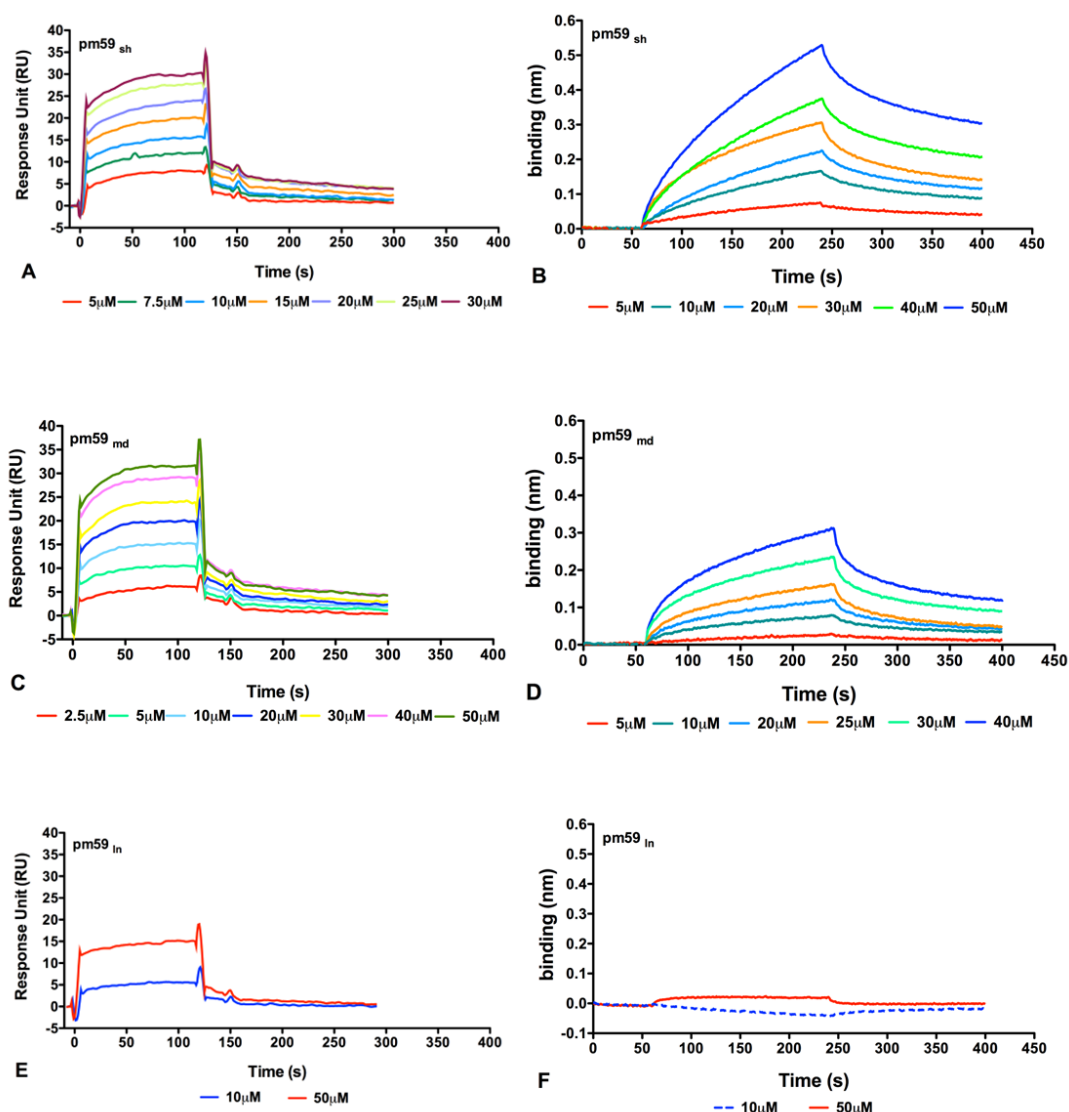 pm59 sh
Response Unit (RU)
40
35
30
25
20
15
10
5
0
-5
0 50 100 150 200 250 300 350 400
Time (s)
A
5μM 7.5μM 10μM 15μM 20μM 25μM 30μM
pm59 sh
binding (nm)
0.6
0.5
0.4
0.3
0.2
0.1
0.0
0 50 100 150 200 250 300 350 400 450
Time (s)
B
5μM 10μM 20μM 30μM 40μM 50μM
pm59 md
Response Unit (RU)
40
35
30
25
20
15
10
5
0
-5
0 50 100 150 200 250 300 350 400
Time (s)
C
2.5μM 5μM 10μM 20μM 30μM 40μM 50μM
pm59 md
binding (nm)
0.6
0.5
0.4
0.3
0.2
0.1
0.0
0 50 100 150 200 250 300 350 400 450
Time (s)
D
5μM 10μM 20μM 25μM 30μM 40μM
pm59 ln
Response Unit (RU)
40
35
30
25
20
15
10
5
0
-5
0 50 100 150 200 250 300 350 400
Time (s)
E
10μM 50μM
pm59 ln
binding (nm)
0.6
0.5
0.4
0.3
0.2
0.1
0.0
-0.1
0 50 100 150 200 250 300 350 400 450
Time (s)
F
10μM 50μM